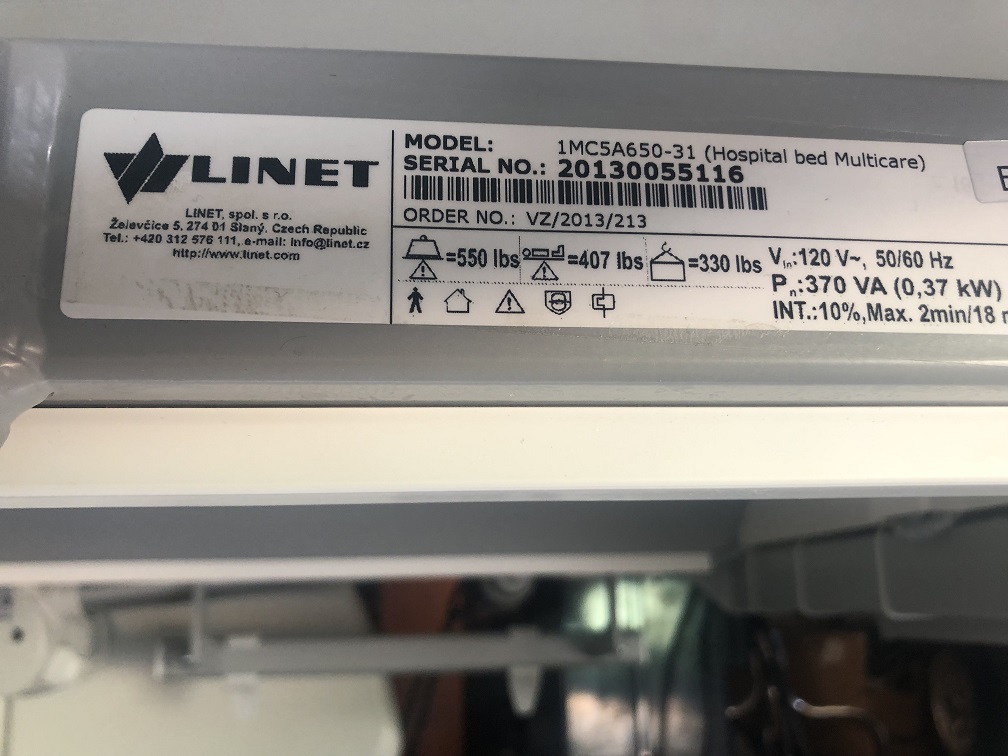 LINET
LINET, spol. s r.o.
Želevčice 5, 274 01 Slaný, Czech Republic
Tel.: +420 312 576 111, e-mail: info@linet.cz
http://www.linet.com
MODEL: 1MC5A650-31 (Hospital bed Multicare)
SERIAL NO.: 20130055116
ORDER NO.: VZ/2013/213
=550 lbs =407 lbs =330 lbs
Vin:120 V~, 50/60 Hz
Pn:370 VA (0,37 kW)
INT.:10%,Max. 2min/18